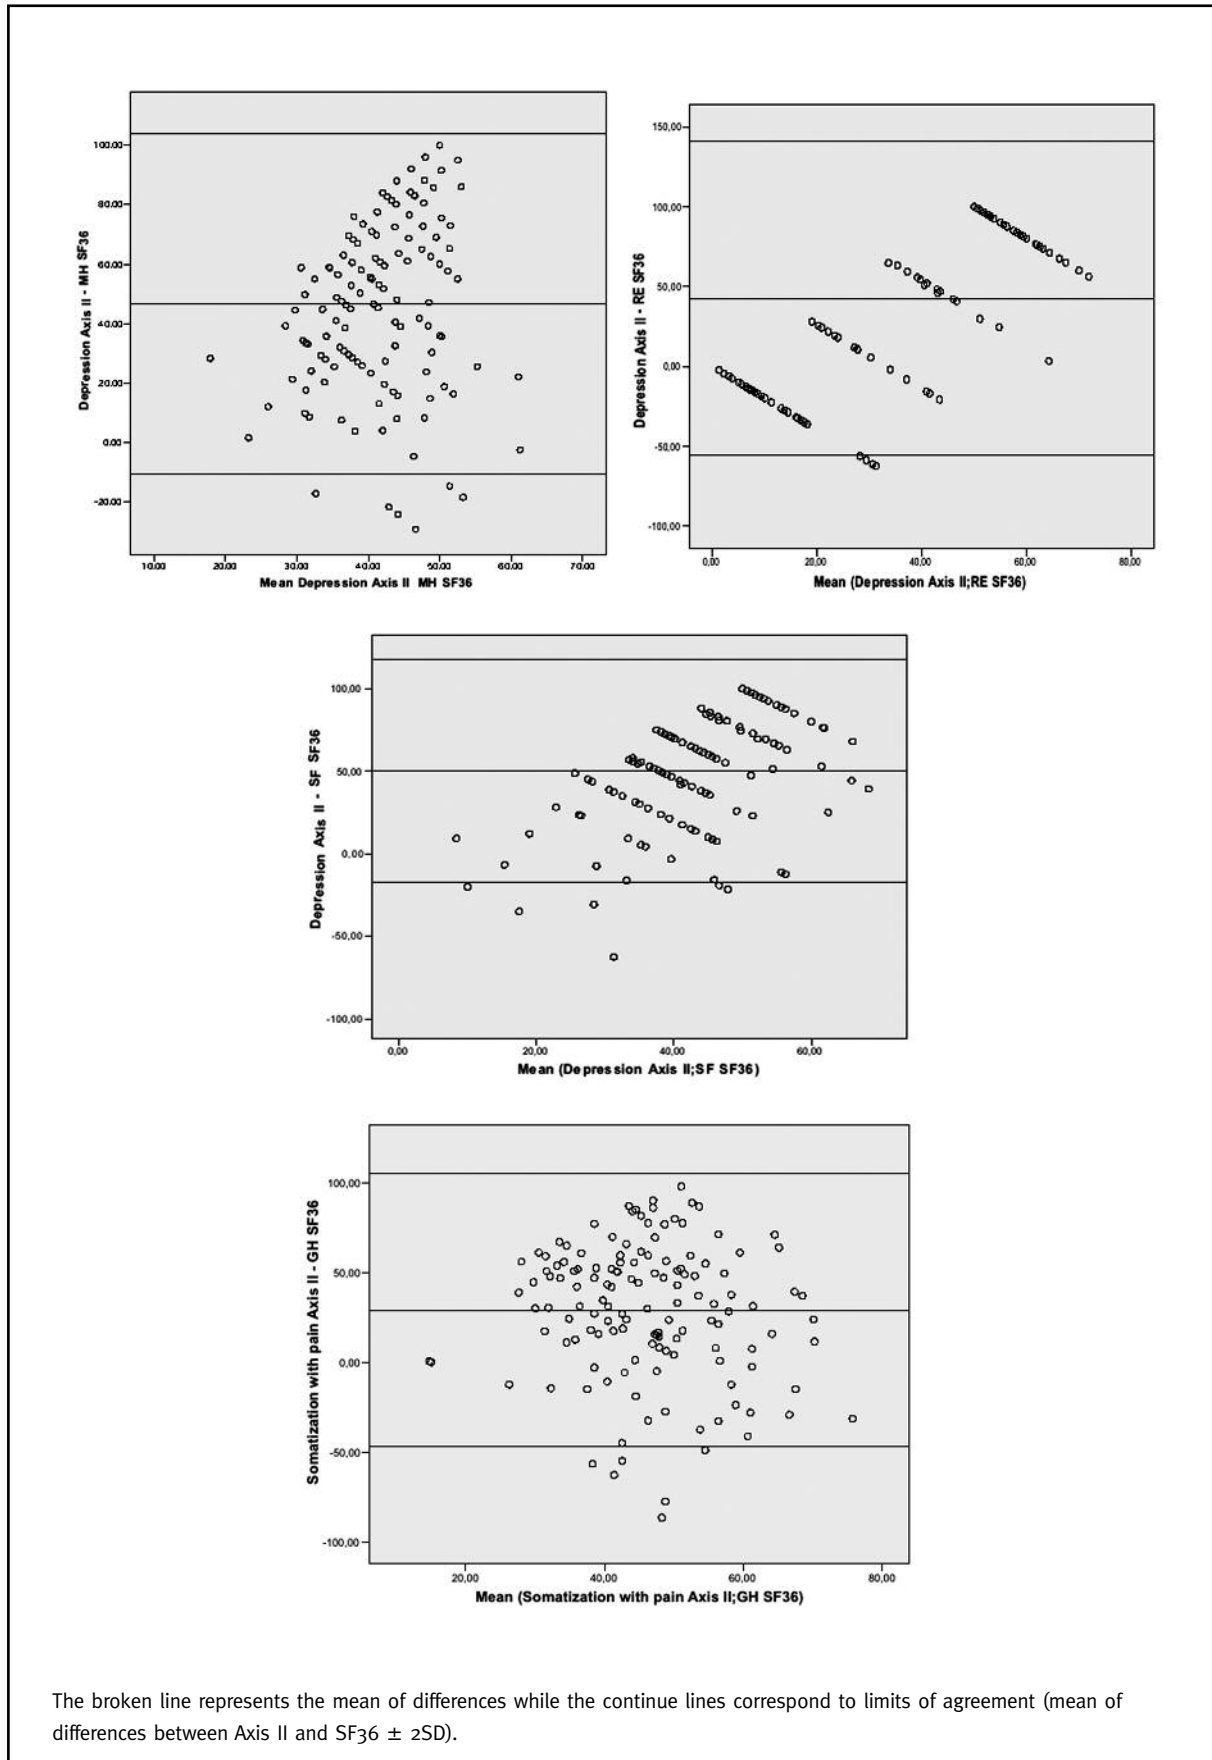 Depression Axis II - MH SF36
100.00
80.00
60.00
40.00
20.00
0.00
-20.00
10.00 20.00 30.00 40.00 50.00 60.00 70.00
Mean Depression Axis II MH SF36
Depression Axis II - RE SF36
150,00
100,00
50,00
0,00
-50,00
-100,00
0,00 20,00 40,00 60,00 80,00
Mean (Depression Axis II;RE SF36)
Depression Axis II - SF SF36
100,00
50,00
0,00
-50,00
-100,00
0,00 20,00 40,00 60,00
Mean (Depression Axis II;SF SF36)
Somatization with pain Axis II - GH SF36
100,00
50,00
0,00
-50,00
-100,00
20,00 40,00 60,00 80,00
Mean (Somatization with pain Axis II;GH SF36)
The broken line represents the mean of differences while the continue lines correspond to limits of agreement (mean of
differences between Axis II and SF36 ± 2SD).